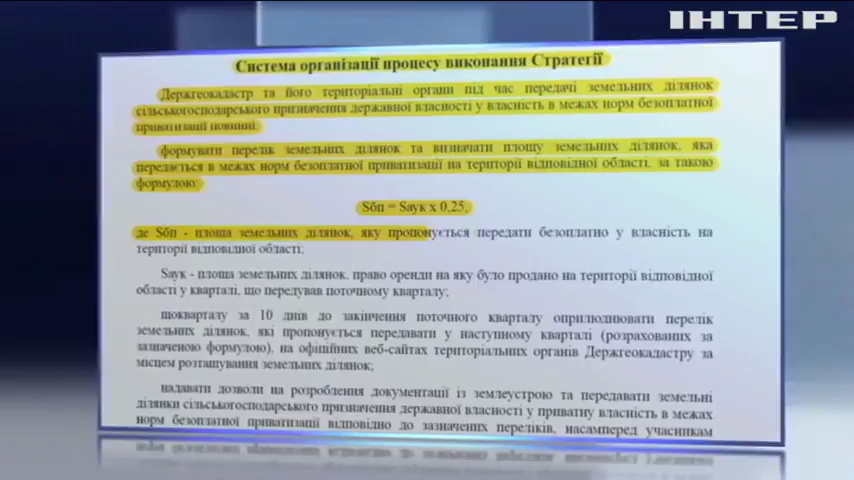 ІНТЕР
Система організації процесу виконання Стратегії
Держгеокадастр та його територіальні органи під час передачі земельних ділянок
сільськогосподарського призначення державної власності у власність в межах норм безоплатної
приватизації повинні:
формувати перелік земельних ділянок та визначати площу земельних ділянок, яка
передається в межах норм безоплатної приватизації на території відповідної області, за такою
формулою:
Sбп = Sаук х 0,25,
де Sбп - площа земельних ділянок, яку пропонується передати безоплатно у власність на
території відповідної області;
Sаук - площа земельних ділянок, право оренди на яку було продано на території відповідної
області у кварталі, що передував поточному кварталу;
щокварталу за 10 днів до закінчення поточного кварталу оприлюднювати перелік
земельних ділянок, які пропонується передавати у наступному кварталі (розрахованих за
зазначеною формулою), на офіційних веб-сайтах територіальних органів Держгеокадастру за
місцем розташування земельних ділянок;
надавати дозволи на розроблення документації із землеустрою та передавати земельні
ділянки сільськогосподарського призначення державної власності у приватну власність в межах
норм безоплатної приватизації відповідно до зазначених переліків, насамперед учасникам